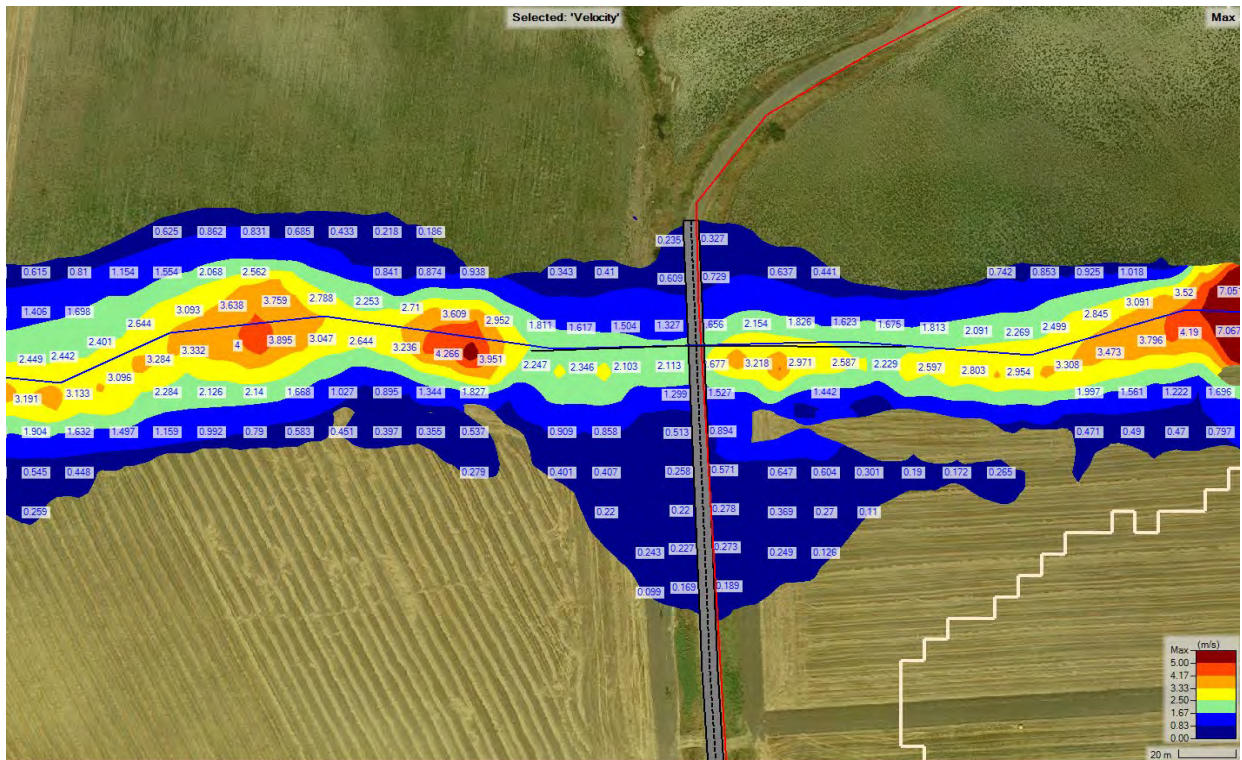 Selected: 'Velocity' Max
0.625 0.862 0.831 0.685 0.433 0.218 0.186
0.235 0.327
0.615 0.81 1.154 1.554 2.068 2.562 0.841 0.874 0.938 0.343 0.41 0.609 0.729 0.637 0.441 0.742 0.853 0.925 1.018
1.406 1.698 2.644 3.093 3.638 3.759 2.788 2.253 2.71 3.609 2.952 1.811 1.617 1.504 1.327 .656 2.154 1.826 1.623 1.675 1.813 2.091 2.269 2.499 2.845 3.091 3.52 7.051
2.449 2.442 2.401 3.284 3.332 4 3.895 3.047 2.644 3.236 4.266 3.951 3.473 3.796 4.19 7.067
3.191 3.133 3.096 2.247 2.346 2.103 2.113 .677 3.218 2.971 2.587 2.229 2.597 2.803 2.954 3.308
2.284 2.126 2.14 1.668 1.027 0.895 1.344 1.827 1.299 1.527 1.442 1.997 1.561 1.222 1.696
1.904 1.632 1.497 1.159 0.992 0.79 0.583 0.451 0.397 0.355 0.537 0.909 0.858 0.513 0.894 0.471 0.49 0.47 0.797
0.545 0.448 0.279 0.401 0.407 0.258 0.571 0.647 0.604 0.301 0.19 0.172 0.265
0.259 0.22 0.22 0.278 0.369 0.27 0.11
0.243 0.227 0.273 0.249 0.126
0.099 0.169 0.189
Max (m/s)
5.00
4.17
3.33
2.50
1.67
0.83
0.00
20 m